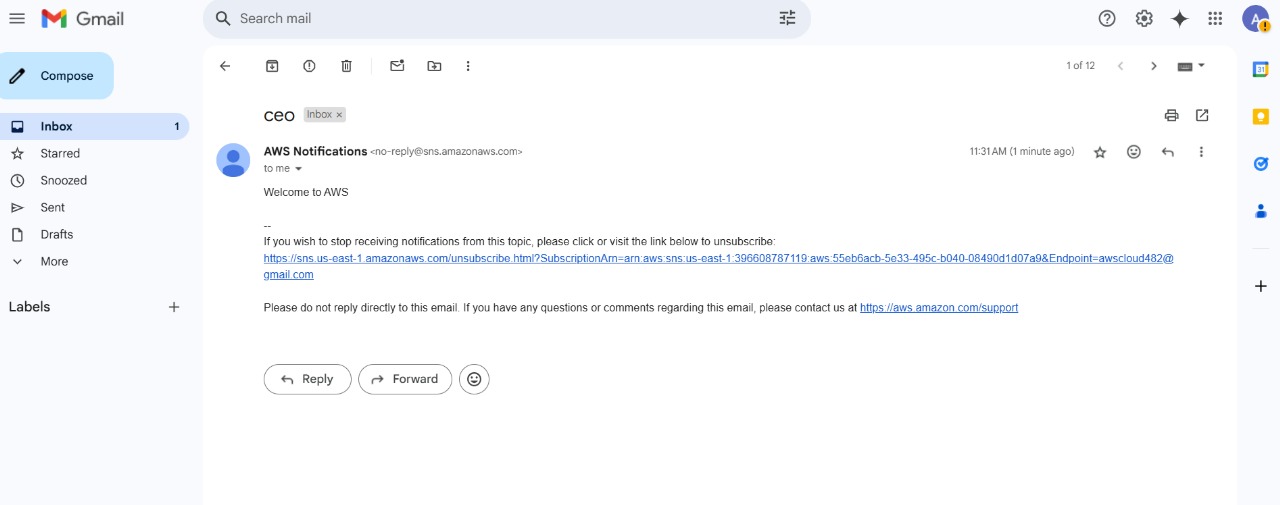 Gmail
Search mail
Compose
Inbox 1
Starred
Snoozed
Sent
Drafts
More
Labels
1 of 12
ceo Inbox ×
AWS Notifications <no-reply@sns.amazonaws.com>
11:31 AM (1 minute ago)
to me
Welcome to AWS
--
If you wish to stop receiving notifications from this topic, please click or visit the link below to unsubscribe:
https://sns.us-east-1.amazonaws.com/unsubscribe.html?SubscriptionArn=arn:aws:sns:us-east-1:396608787119:aws:55eb6acb-5e33-495c-b040-08490d1d07a9&Endpoint=awscloud482@
gmail.com
Please do not reply directly to this email. If you have any questions or comments regarding this email, please contact us at https://aws.amazon.com/support
Reply
Forward
A
31